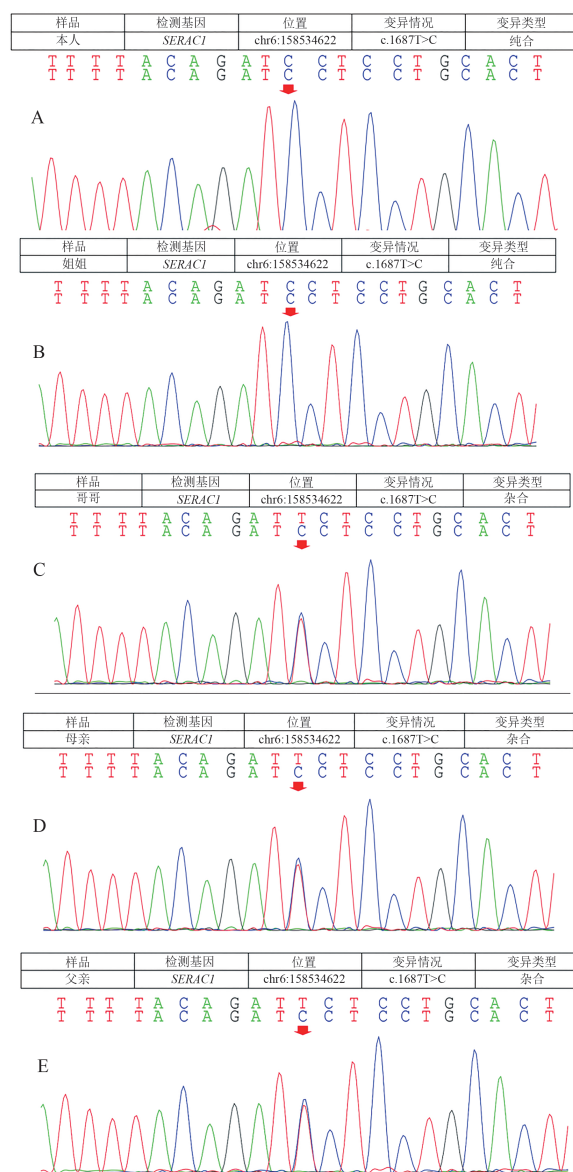 样品 检测基因 位置 变异情况 变异类型
本人 SERAC1 chr6:158534622 c.1687T>C 纯合
T T T T A C A G A T C C T C C T G C A C T
T T T T A C A G A T C C T C C T G C A C T
A
样品 检测基因 位置 变异情况 变异类型
姐姐 SERAC1 chr6:158534622 c.1687T>C 纯合
T T T T A C A G A T C C T C C T G C A C T
T T T T A C A G A T C C T C C T G C A C T
B
样品 检测基因 位置 变异情况 变异类型
哥哥 SERAC1 chr6:158534622 c.1687T>C 杂合
T T T T A C A G A T T C T C C T G C A C T
T T T T A C A G A T C C T C C T G C A C T
C
样品 检测基因 位置 变异情况 变异类型
母亲 SERAC1 chr6:158534622 c.1687T>C 杂合
T T T T A C A G A T T C T C C T G C A C T
T T T T A C A G A T C C T C C T G C A C T
D
样品 检测基因 位置 变异情况 变异类型
父亲 SERAC1 chr6:158534622 c.1687T>C 杂合
T T T T A C A G A T T C T C C T G C A C T
T T T T A C A G A T C C T C C T G C A C T
E